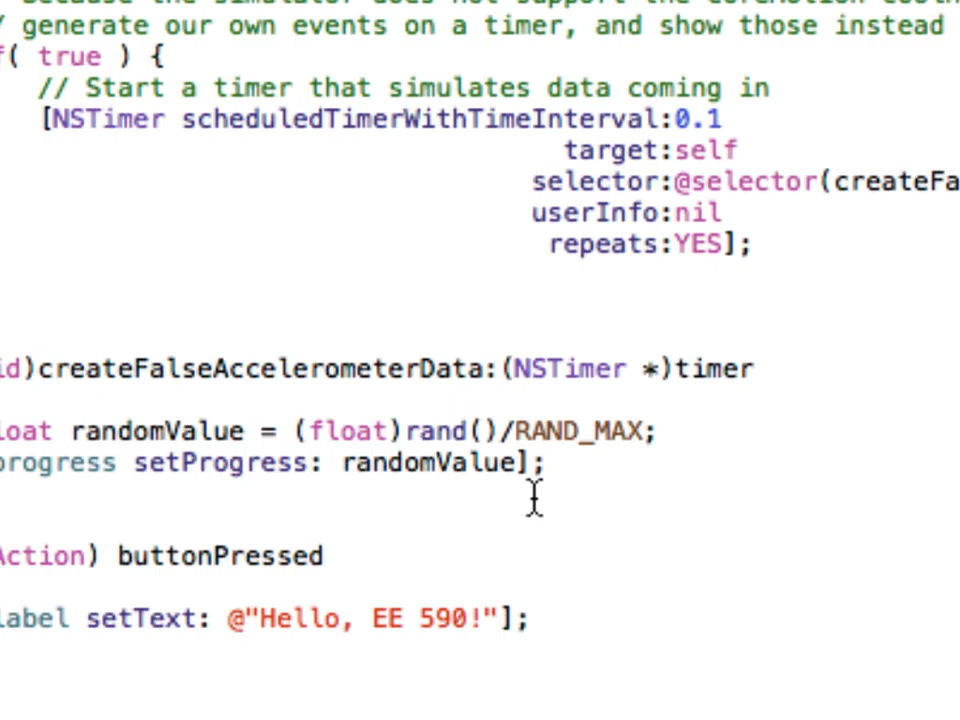 / generate our own events on a timer, and show those instead
f( true ) {
// Start a timer that simulates data coming in
[NSTimer scheduledTimerWithTimeInterval:0.1
target:self
selector:@selector(createFa
userInfo:nil
repeats:YES];
id)createFalseAccelerometerData:(NSTimer *)timer
loat randomValue = (float)rand()/RAND_MAX;
progress setProgress: randomValue];
Action) buttonPressed
label setText: @"Hello, EE 590!"];